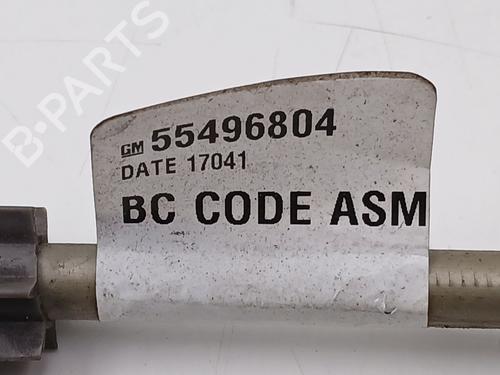 GM 55496804
DATE 17041
BC CODE ASM
B-PARTS